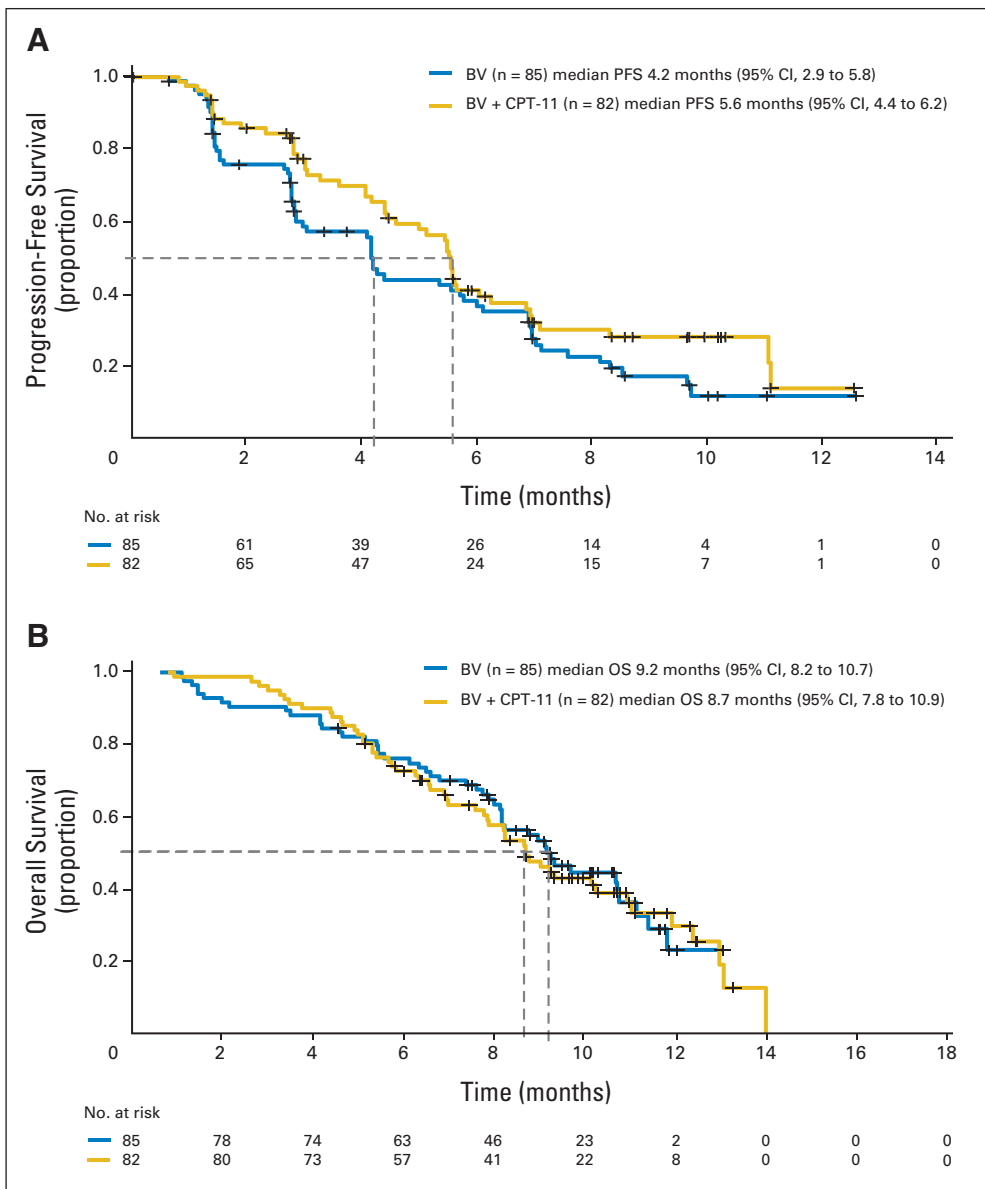 A
BV (n = 85) median PFS 4.2 months (95% CI, 2.9 to 5.8)
BV + CPT-11 (n = 82) median PFS 5.6 months (95% CI, 4.4 to 6.2)
Progression-Free Survival
(proportion)
1.0
0.8
0.6
0.4
0.2
0 2 4 6 8 10 12 14
Time (months)
No. at risk
85 61 39 26 14 4 1 0
82 65 47 24 15 7 1 0
B
BV (n = 85) median OS 9.2 months (95% CI, 8.2 to 10.7)
BV + CPT-11 (n = 82) median OS 8.7 months (95% CI, 7.8 to 10.9)
Overall Survival
(proportion)
1.0
0.8
0.6
0.4
0.2
0 2 4 6 8 10 12 14 16 18
Time (months)
No. at risk
85 78 74 63 46 23 2 0 0 0
82 80 73 57 41 22 8 0 0 0